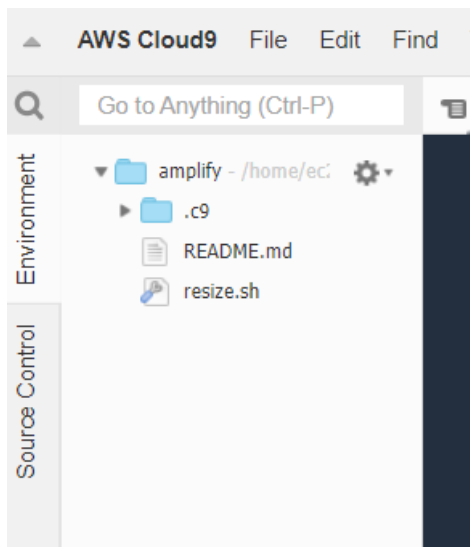 AWS Cloud9 File Edit Find
Go to Anything (Ctrl-P)
Environment
amplify - /home/ec2
.c9
README.md
resize.sh
Source Control